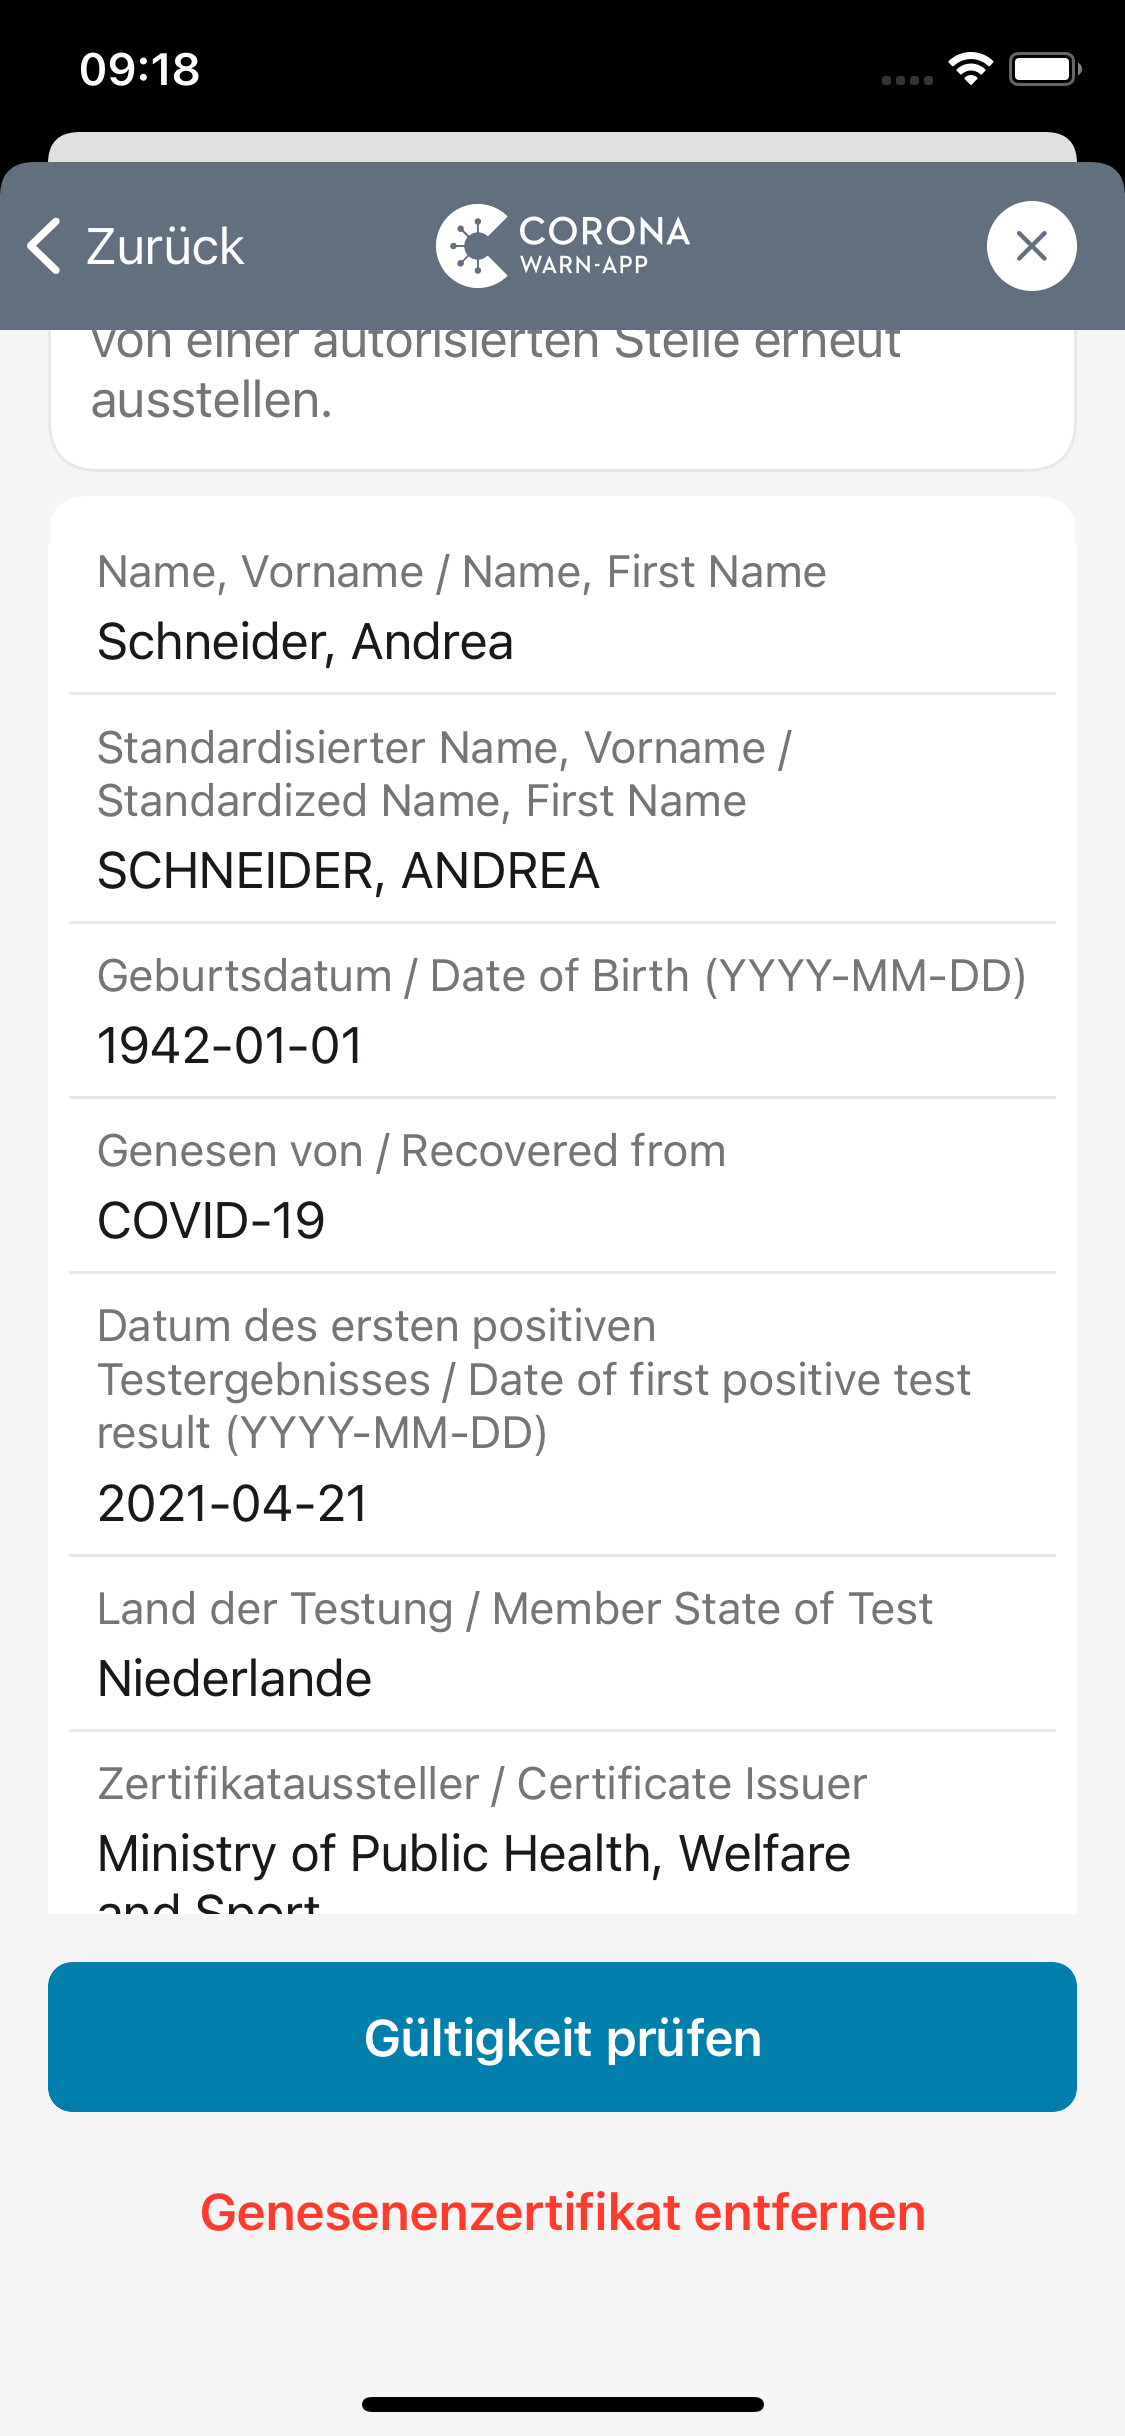 09:18
Zurück
CORONA
WARN-APP
von einer autorisierten Stelle erneut
ausstellen.
Name, Vorname / Name, First Name
Schneider, Andrea
Standardisierter Name, Vorname /
Standardized Name, First Name
SCHNEIDER, ANDREA
Geburtsdatum / Date of Birth (YYYY-MM-DD)
1942-01-01
Genesen von / Recovered from
COVID-19
Datum des ersten positiven
Testergebnisses / Date of first positive test
result (YYYY-MM-DD)
2021-04-21
Land der Testung / Member State of Test
Niederlande
Zertifikataussteller / Certificate Issuer
Ministry of Public Health, Welfare
and Sport
Gültigkeit prüfen
Genesenenzertifikat entfernen